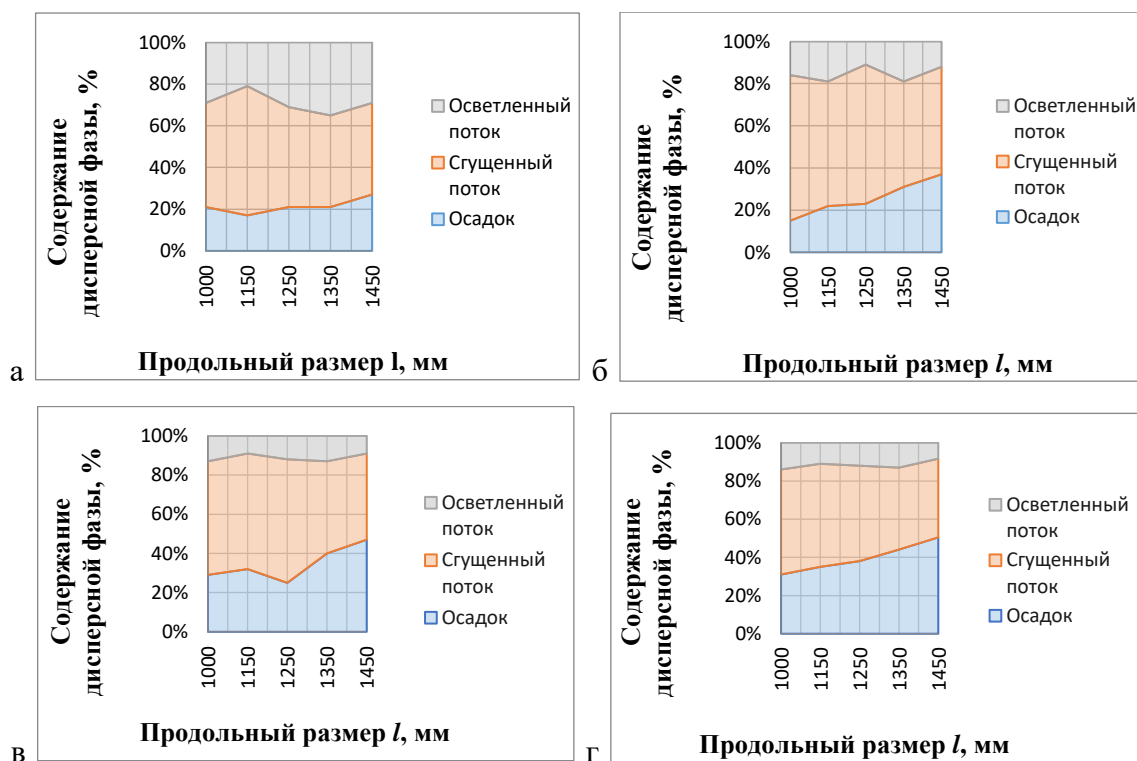 Содержание
дисперсной фазы, %
100%
80%
60%
40%
20%
0%
1000
1150
1250
1350
1450
Продольный размер l, мм
Осветленный
поток
Сгущенный
поток
Осадок
а
Содержание
дисперсной фазы, %
100%
80%
60%
40%
20%
0%
1000
1150
1250
1350
1450
Продольный размер l, мм
Осветленный
поток
Сгущенный
поток
Осадок
б
Содержание
дисперсной фазы, %
100%
80%
60%
40%
20%
0%
1000
1150
1250
1350
1450
Продольный размер l, мм
Осветленный
поток
Сгущенный
поток
Осадок
в
Содержание
дисперсной фазы, %
100%
80%
60%
40%
20%
0%
1000
1150
1250
1350
1450
Продольный размер l, мм
Осветленный
поток
Сгущенный
поток
Осадок
г